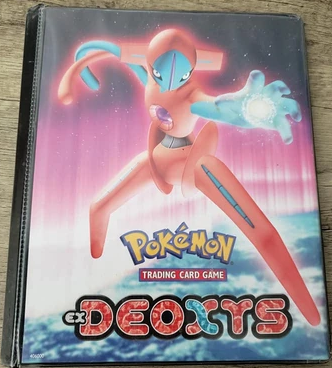 POKéMON
TRADING CARD GAME
EX DEOXYS